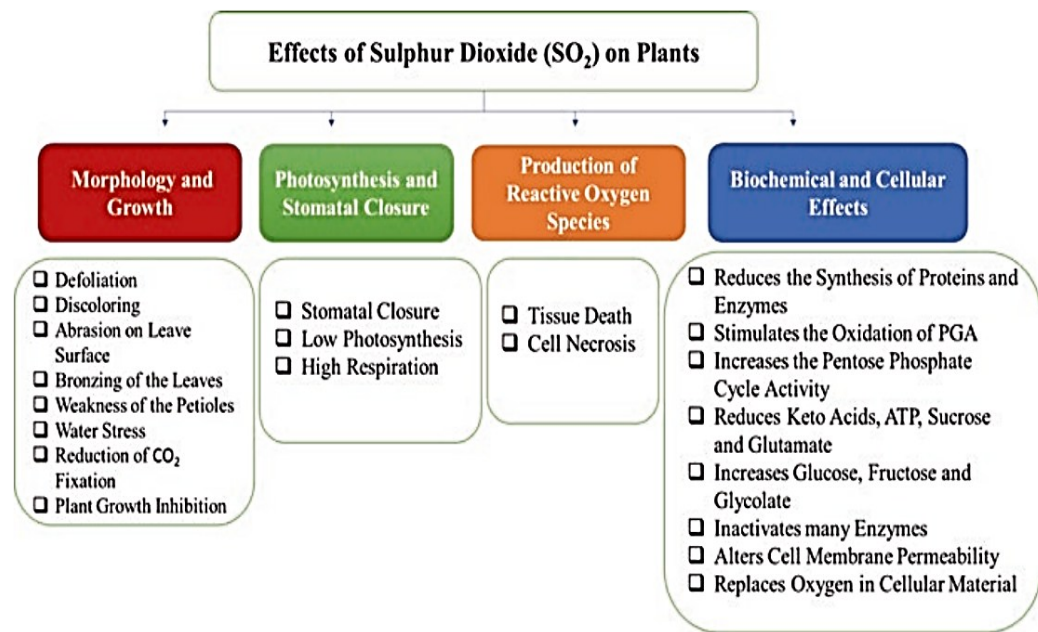 Effects of Sulphur Dioxide (SO₂) on Plants
Morphology and
Growth
Photosynthesis and
Stomatal Closure
Production of
Reactive Oxygen
Species
Biochemical and Cellular
Effects
❑ Defoliation
❑ Discoloring
❑ Abrasion on Leave
Surface
❑ Bronzing of the Leaves
❑ Weakness of the Petioles
❑ Water Stress
❑ Reduction of CO₂
Fixation
❑ Plant Growth Inhibition
❑ Stomatal Closure
❑ Low Photosynthesis
❑ High Respiration
❑ Tissue Death
❑ Cell Necrosis
❑ Reduces the Synthesis of Proteins and
Enzymes
❑ Stimulates the Oxidation of PGA
❑ Increases the Pentose Phosphate
Cycle Activity
❑ Reduces Keto Acids, ATP, Sucrose
and Glutamate
❑ Increases Glucose, Fructose and
Glycolate
❑ Inactivates many Enzymes
❑ Alters Cell Membrane Permeability
❑ Replaces Oxygen in Cellular Material